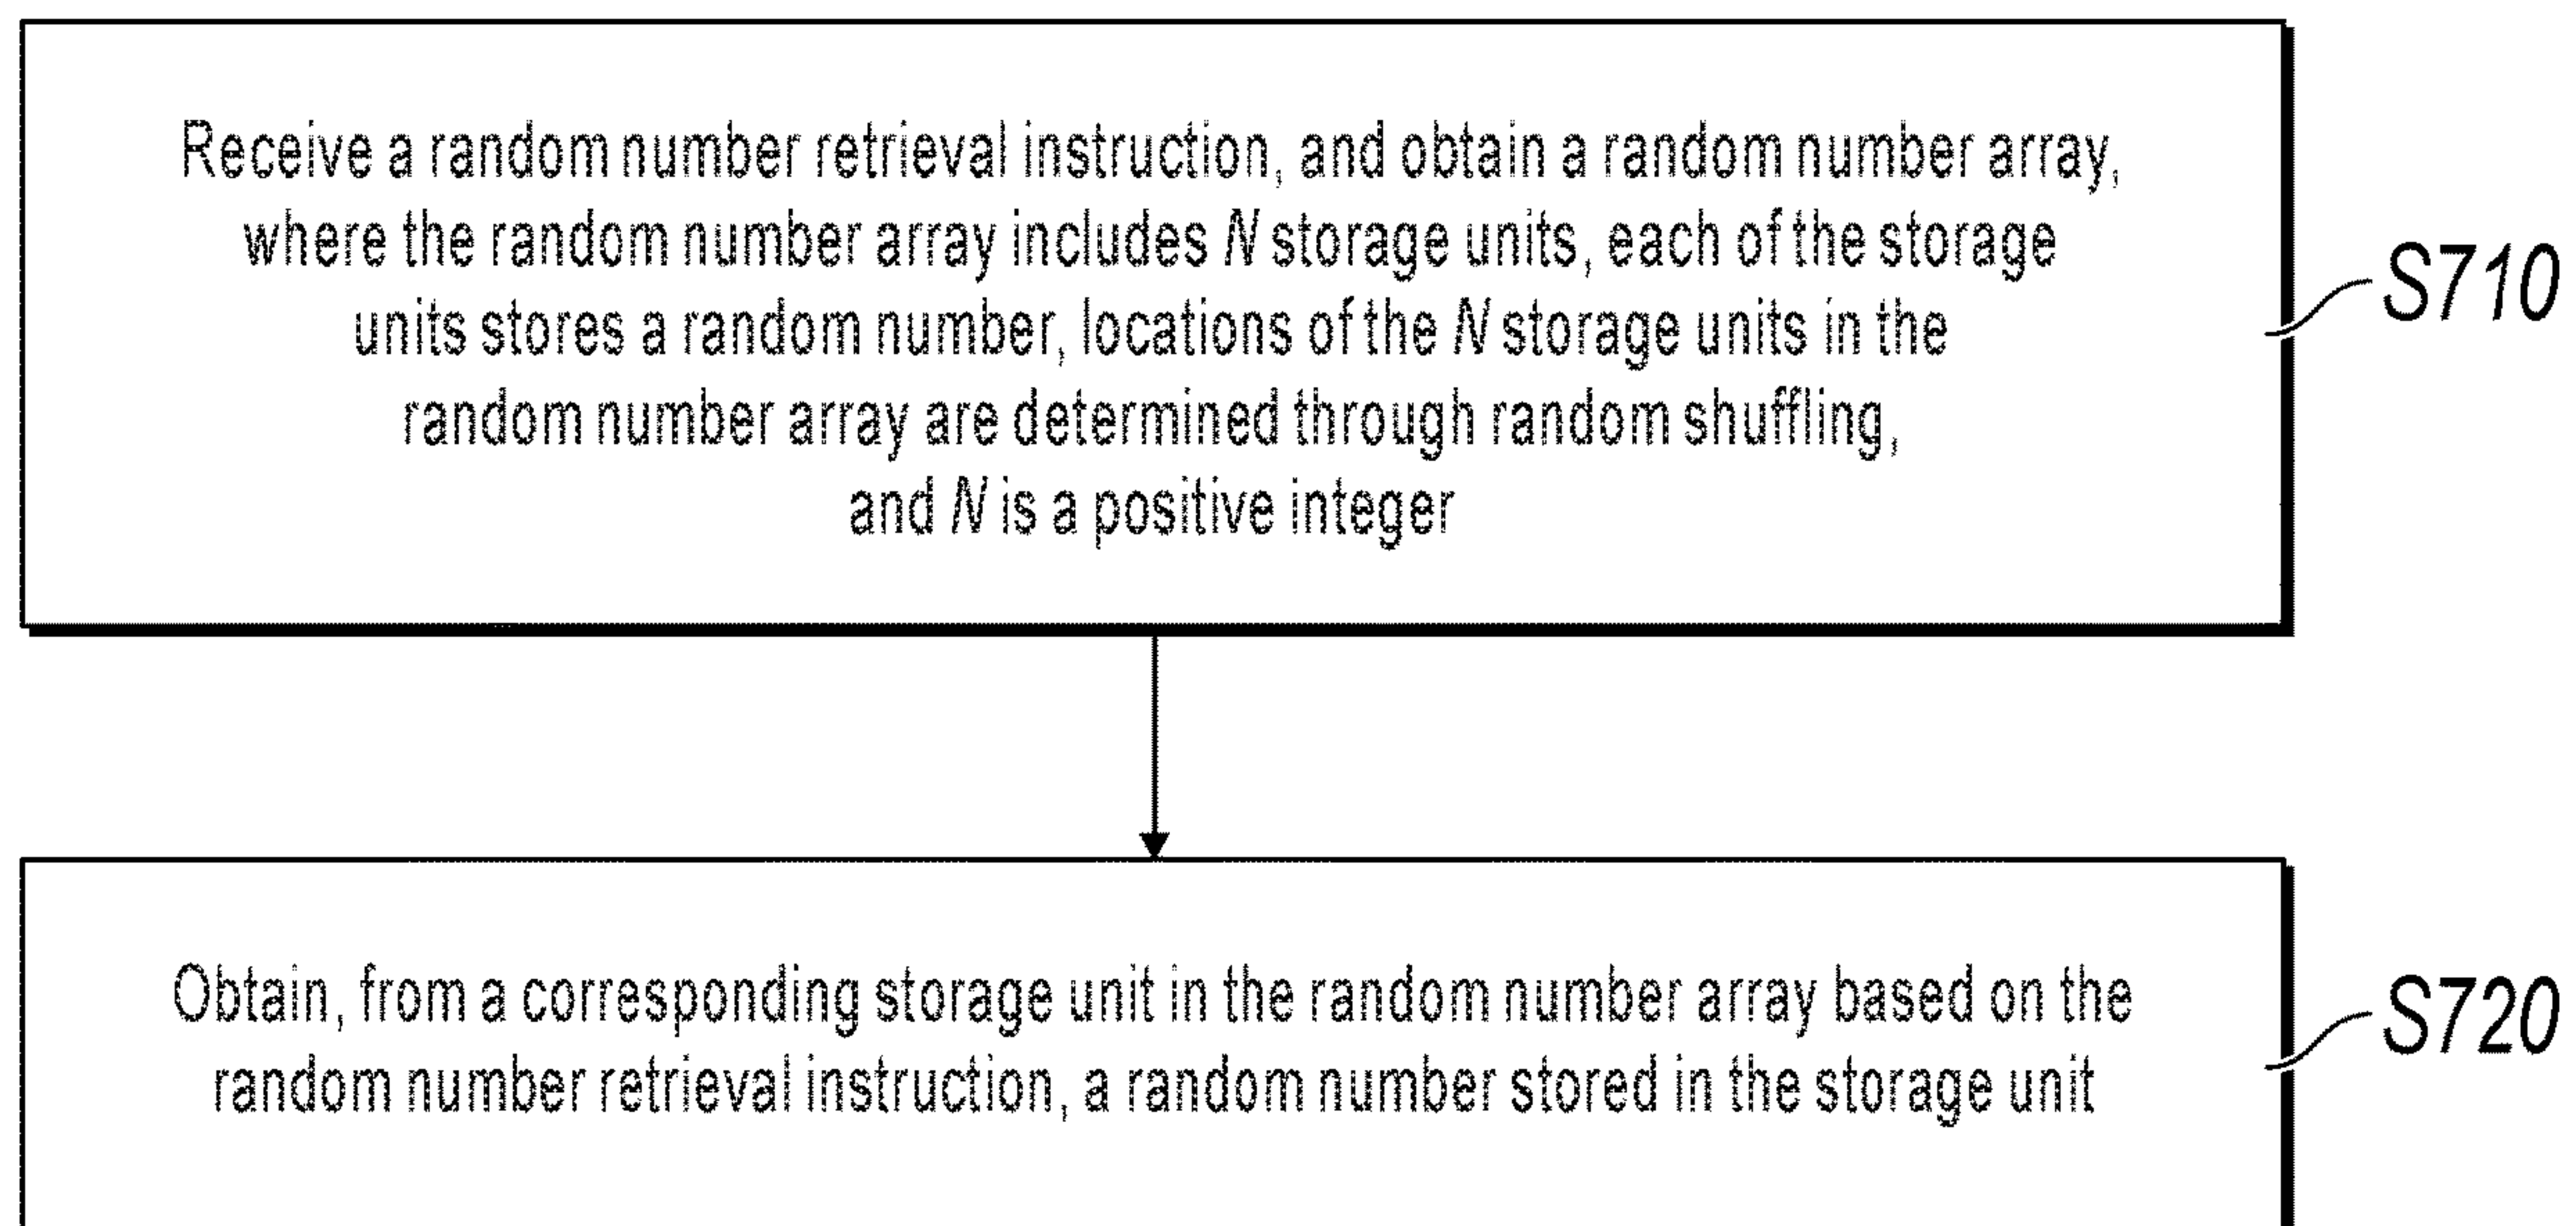 Receive a random number retrieval instruction, and obtain a random number array,
where the random number array includes N storage units, each of the storage
units stores a random number, locations of the N storage units in the
random number array are determined through random shuffling,
and N is a positive integer
S710
Obtain, from a corresponding storage unit in the random number array based on the
random number retrieval instruction, a random number stored in the storage unit
S720